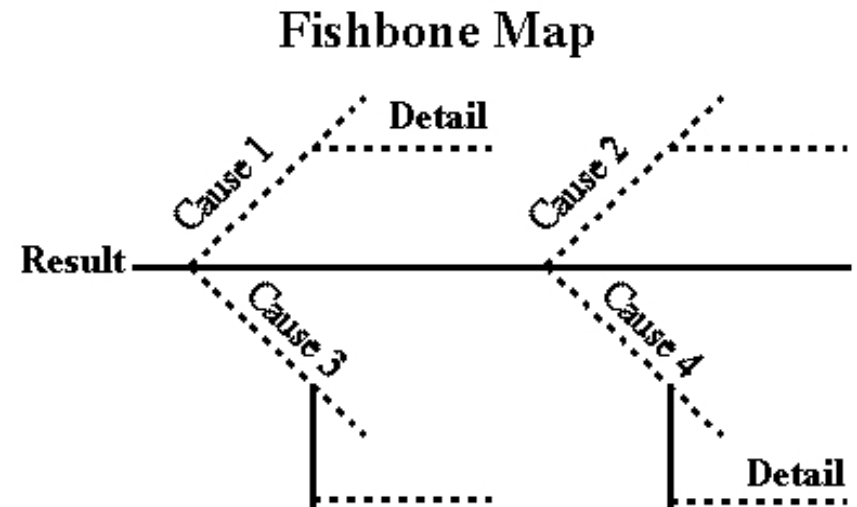 Fishbone Map
Detail
Cause 1
Cause 2
Result
Cause 3
Cause 4
Detail